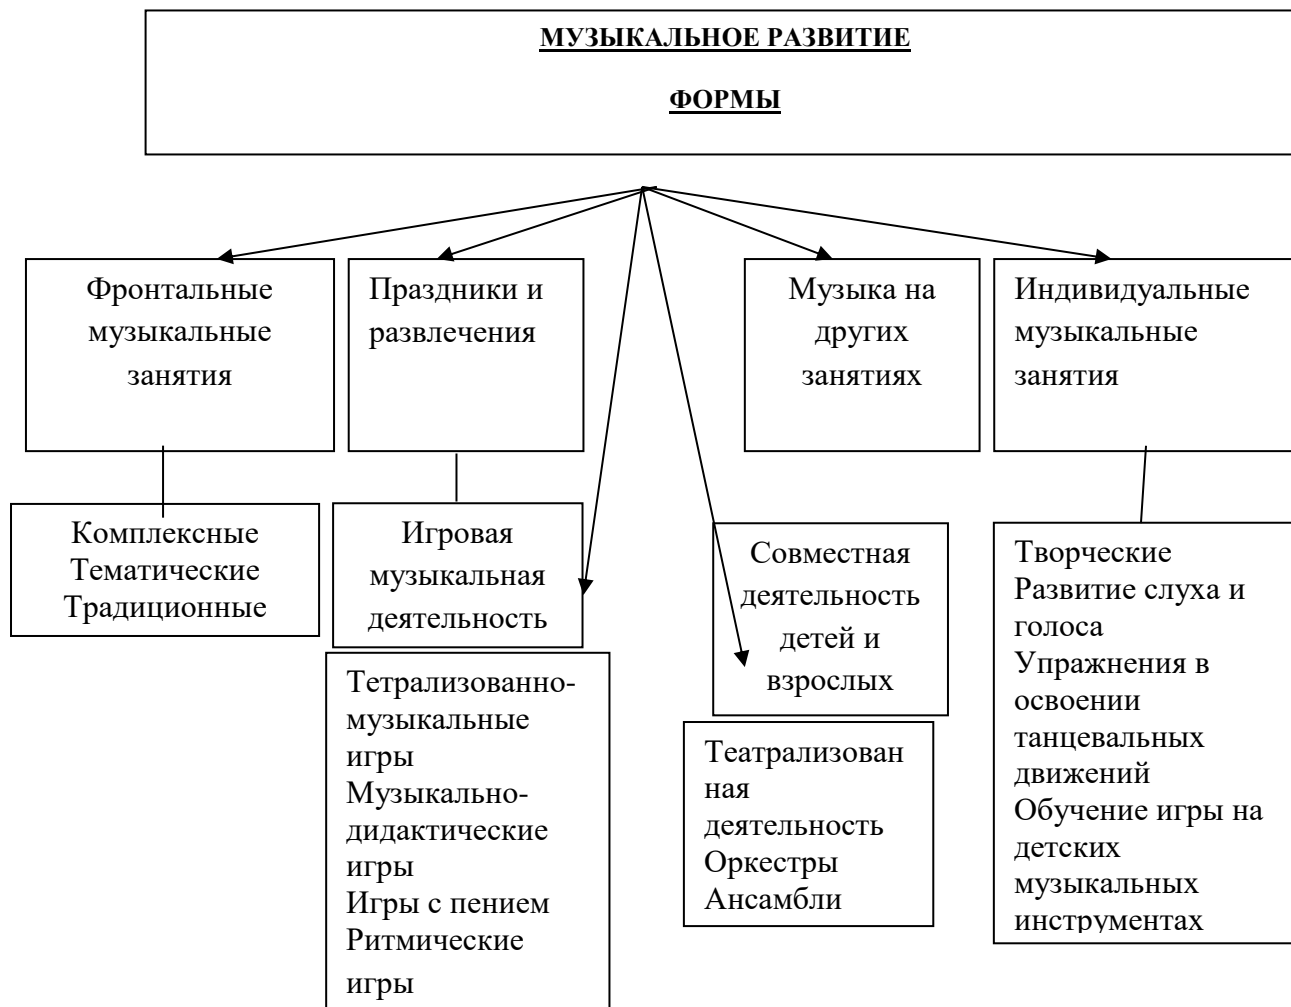 МУЗЫКАЛЬНОЕ РАЗВИТИЕ
ФОРМЫ
Фронтальные
музыкальные
занятия
Праздники и
развлечения
Музыка на
других
занятиях
Индивидуальные
музыкальные
занятия
Комплексные
Тематические
Традиционные
Игровая
музыкальная
деятельность
Совместная
деятельность
детей и
взрослых
Творческие
Развитие слуха и
голоса
Упражнения в
освоении
танцевальных
движений
Обучение игры на
детских
музыкальных
инструментах
Тетрализованно-
музыкальные
игры
Музыкально-
дидактические
игры
Игры с пением
Ритмические
игры
Театрализован
ная
деятельность
Оркестры
Ансамбли